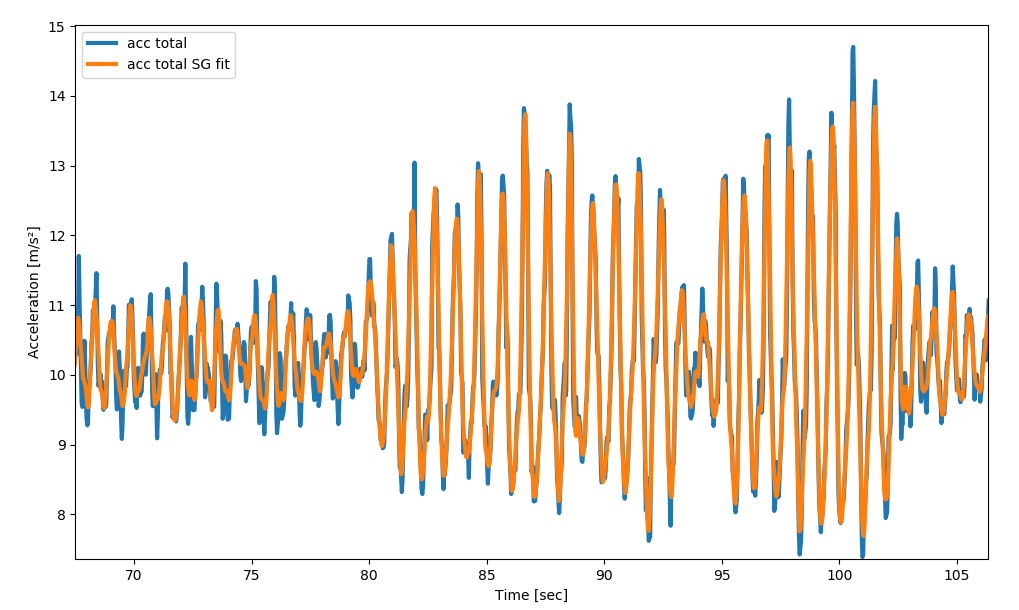 acc total
acc total SG fit
Acceleration [m/s²]
15
14
13
12
11
10
9
8
70 75 80 85 90 95 100 105
Time [sec]